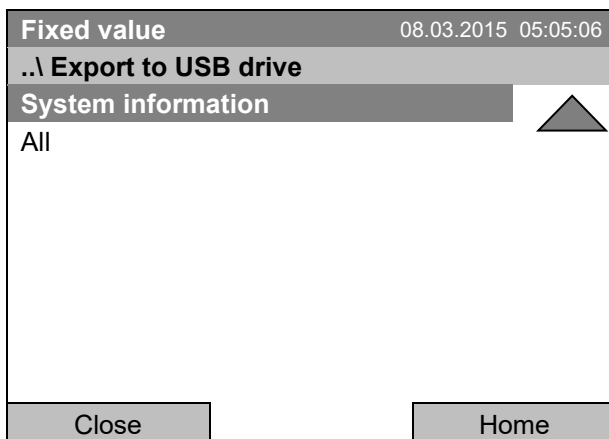 Fixed value 08.03.2015 05:05:06
..\ Export to USB drive
System information
All
Close Home